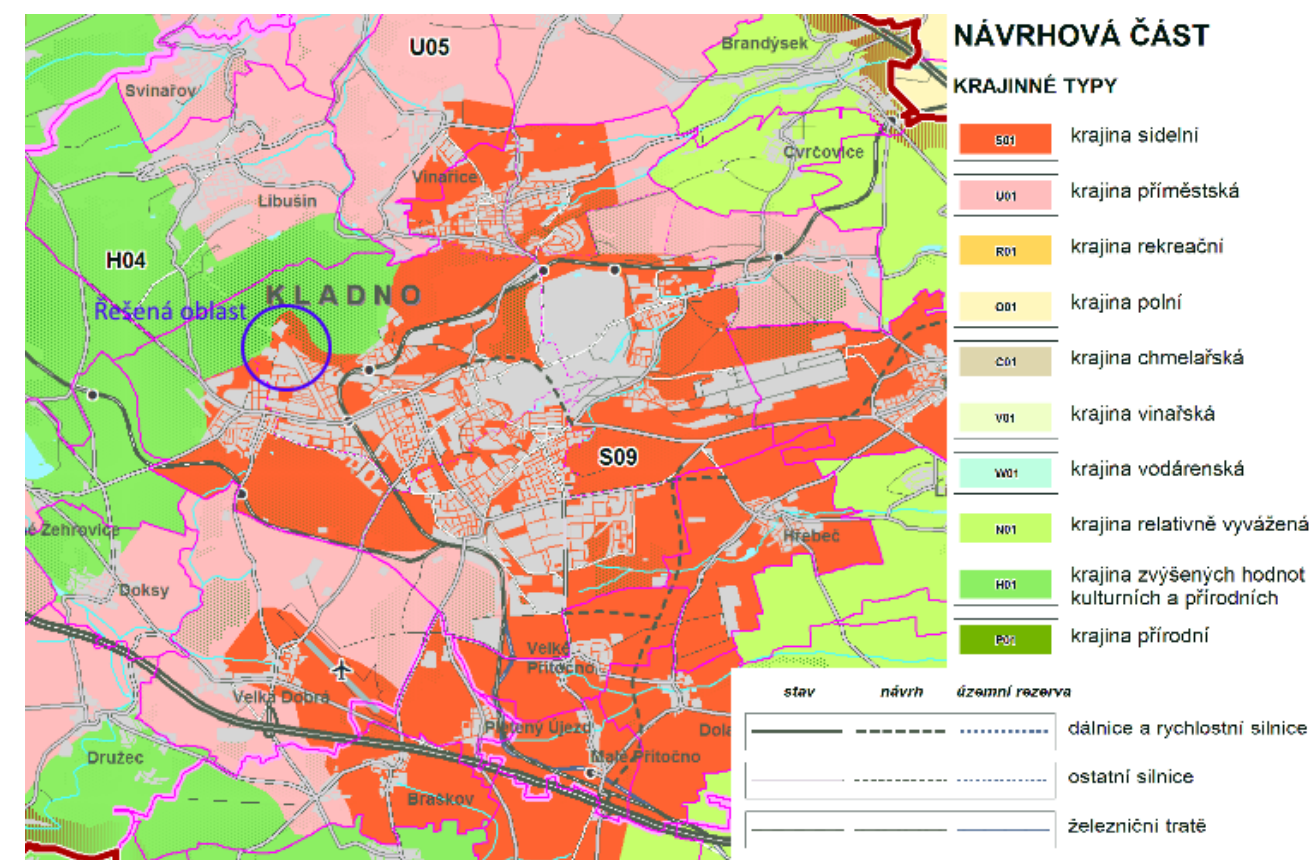 U05
Brandýsek
Svinařov
Cvrčovice
Vinařice
Libušín
H04
KLADNO
Řešená oblast
S09
Hřebeč
Žehrovice
Doksy
Velké
Přítočno
Velká Dobrá
Pletený Újezd
Malé Přítočno
Družec
Braškov
NÁVRHOVÁ ČÁST
KRAJINNÉ TYPY
S01 krajina sídelní
U01 krajina příměstská
R01 krajina rekreační
O01 krajina polní
C01 krajina chmelařská
V01 krajina vinařská
W01 krajina vodárenská
N01 krajina relativně vyvážená
H01 krajina zvýšených hodnot
kulturních a přírodních
P01 krajina přírodní
stav návrh územní rezerva
dálnice a rychlostní silnice
ostatní silnice
železniční tratě